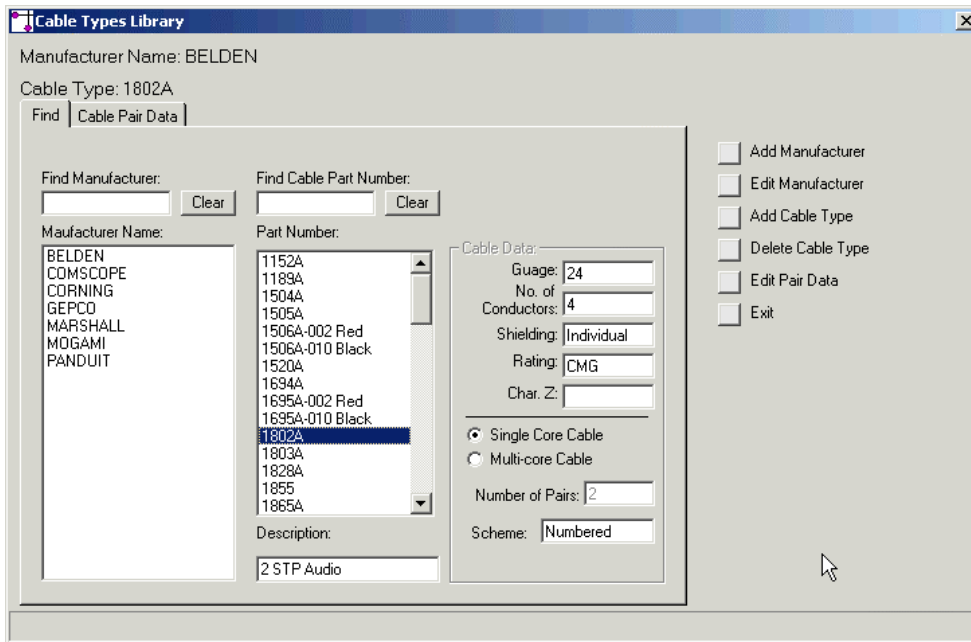 Cable Types Library
Manufacturer Name: BELDEN
Cable Type: 1802A
Find
Cable Pair Data
Find Manufacturer:
Clear
Maufacturer Name:
BELDEN
COMSCOPE
CORNING
GEPCO
MARSHALL
MOGAMI
PANDUIT
Find Cable Part Number:
Clear
Part Number:
1152A
1189A
1504A
1505A
1506A-002 Red
1506A-010 Black
1520A
1694A
1695A-002 Red
1695A-010 Black
1802A
1803A
1828A
1855
1865A
Description:
2 STP Audio
Cable Data:
Guage: 24
No. of
Conductors: 4
Shielding: Individual
Rating: CMG
Char. Z:
Single Core Cable
Multi-core Cable
Number of Pairs: 2
Scheme: Numbered
Add Manufacturer
Edit Manufacturer
Add Cable Type
Delete Cable Type
Edit Pair Data
Exit